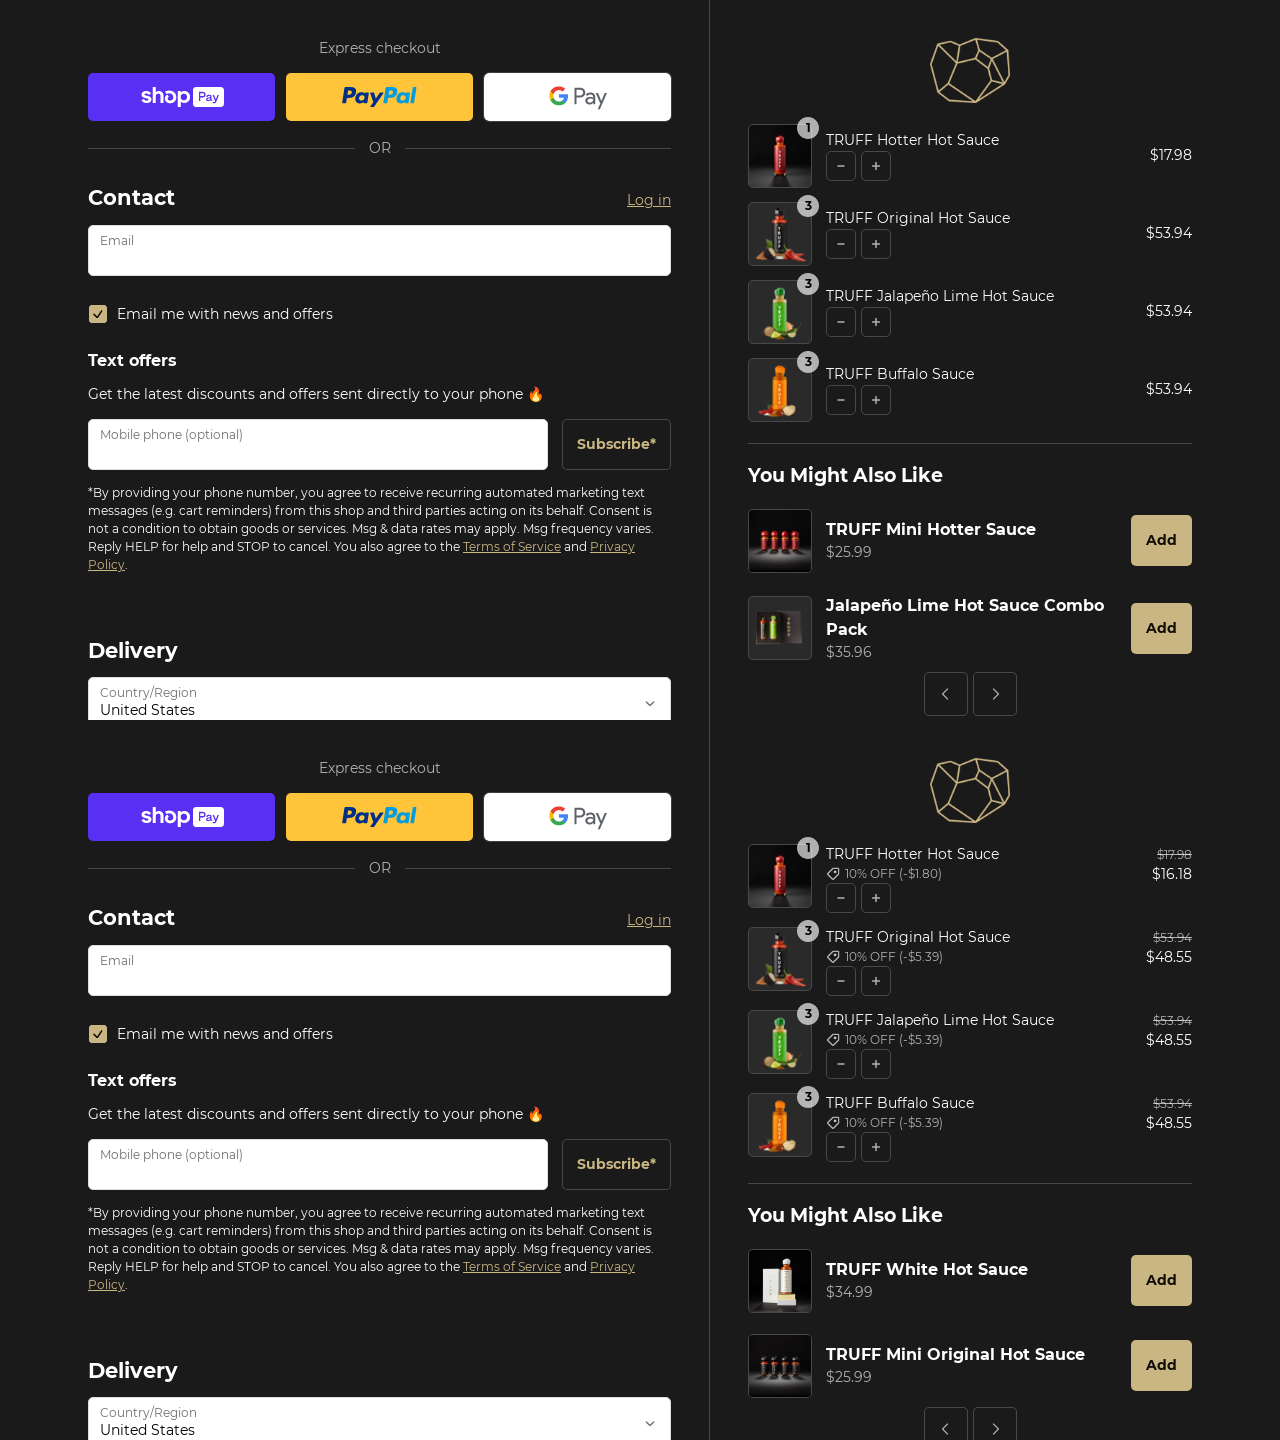 Express checkout
shop Pay
PayPal
G Pay
OR
Contact
Log in
Email
Email me with news and offers
Text offers
Get the latest discounts and offers sent directly to your phone 🔥
Mobile phone (optional)
Subscribe*
*By providing your phone number, you agree to receive recurring automated marketing text
messages (e.g. cart reminders) from this shop and third parties acting on its behalf. Consent is
not a condition to obtain goods or services. Msg & data rates may apply. Msg frequency varies.
Reply HELP for help and STOP to cancel. You also agree to the Terms of Service and Privacy
Policy.
Delivery
Country/Region
United States
1
TRUFF Hotter Hot Sauce
$17.98
3
TRUFF Original Hot Sauce
$53.94
TRUFF
3
TRUFF Jalapeño Lime Hot Sauce
$53.94
TRUFF
3
TRUFF Buffalo Sauce
$53.94
TRUFF
You Might Also Like
TRUFF Mini Hotter Sauce
$25.99
Add
Jalapeño Lime Hot Sauce Combo
Pack
$35.96
Add
Express checkout
shop Pay
PayPal
G Pay
OR
Contact
Log in
Email
Email me with news and offers
Text offers
Get the latest discounts and offers sent directly to your phone 🔥
Mobile phone (optional)
Subscribe*
*By providing your phone number, you agree to receive recurring automated marketing text
messages (e.g. cart reminders) from this shop and third parties acting on its behalf. Consent is
not a condition to obtain goods or services. Msg & data rates may apply. Msg frequency varies.
Reply HELP for help and STOP to cancel. You also agree to the Terms of Service and Privacy
Policy.
Delivery
Country/Region
United States
1
TRUFF Hotter Hot Sauce
$17.98
10% OFF (-$1.80)
$16.18
3
TRUFF Original Hot Sauce
$53.94
10% OFF (-$5.39)
$48.55
TRUFF
3
TRUFF Jalapeño Lime Hot Sauce
$53.94
10% OFF (-$5.39)
$48.55
TRUFF
3
TRUFF Buffalo Sauce
$53.94
10% OFF (-$5.39)
$48.55
TRUFF
You Might Also Like
TRUFF White Hot Sauce
$34.99
Add
TRUFF Mini Original Hot Sauce
$25.99
Add